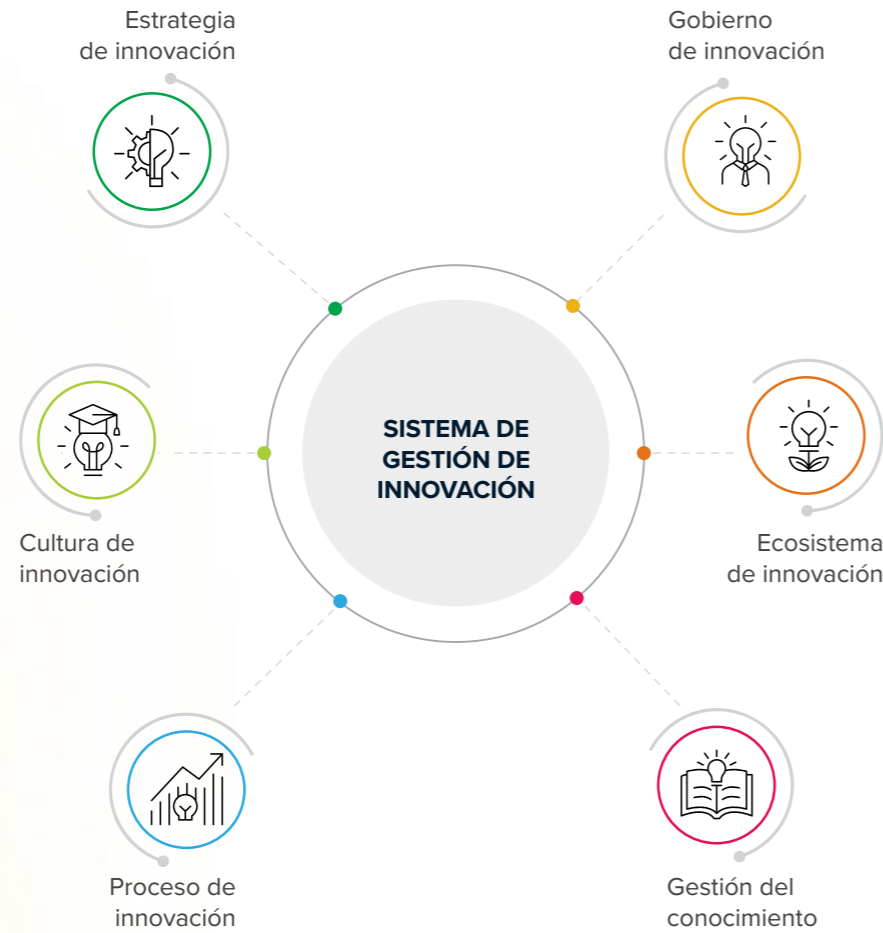 Estrategia
de innovación
Gobierno
de innovación
SISTEMA DE
GESTIÓN DE
INNOVACIÓN
Cultura de
innovación
Ecosistema
de innovación
Proceso de
innovación
Gestión del
conocimiento